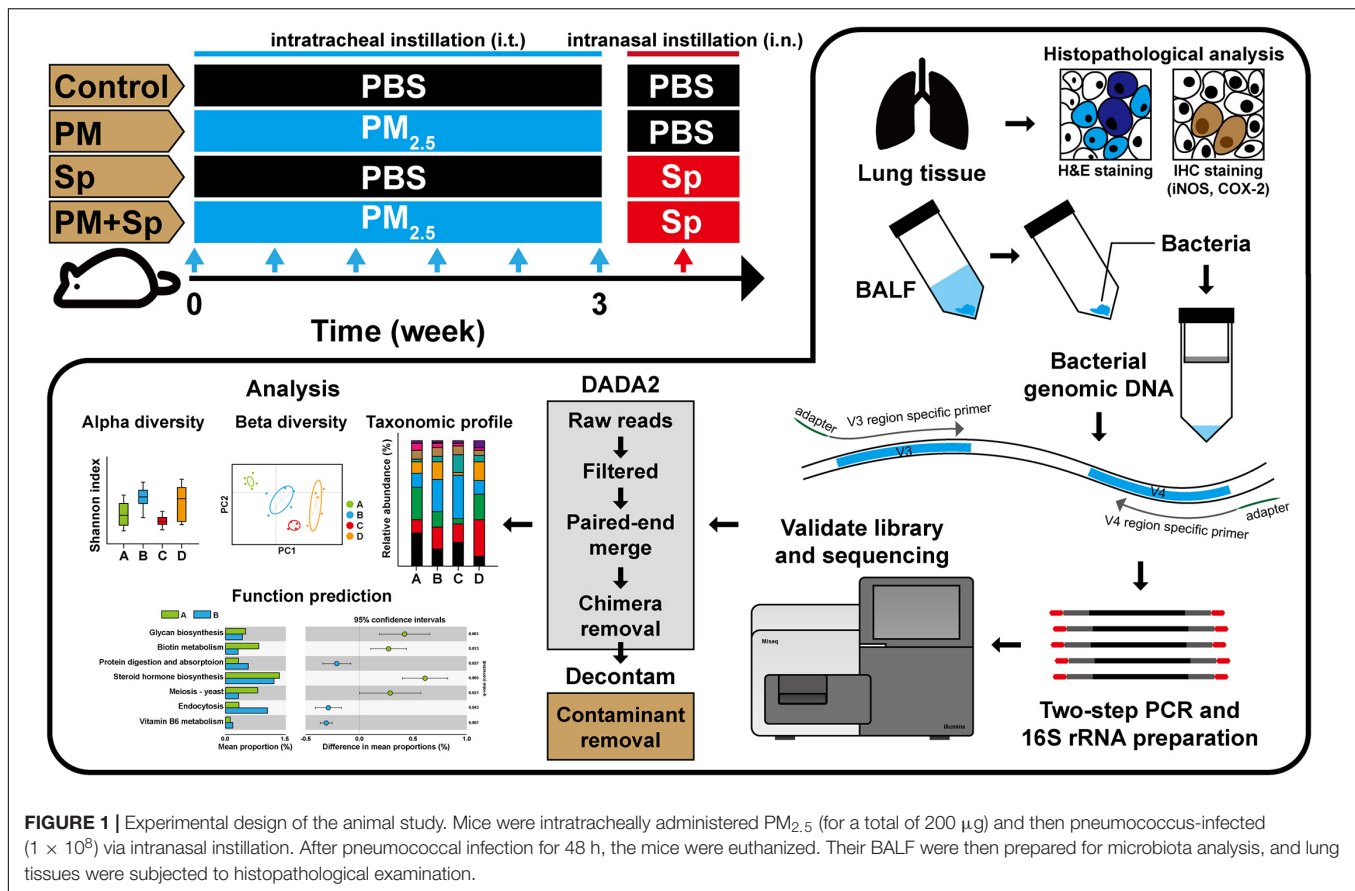 intratracheal instillation (i.t.)
intranasal instillation (i.n.)
Control
PBS
PBS
PM
PM2.5
PBS
Sp
PBS
Sp
PM+Sp
PM2.5
Sp
0
3
Time (week)
Histopathological analysis
Lung tissue
H&E staining
IHC staining
(iNOS, COX-2)
BALF
Bacteria
Bacterial
genomic DNA
adapter
V3 region specific primer
V3
V4
V4 region specific primer
adapter
Two-step PCR and
16S rRNA preparation
Validate library
and sequencing
Miseq
illumina
DADA2
Raw reads
Filtered
Paired-end
merge
Chimera
removal
Decontam
Contaminant
removal
Analysis
Alpha diversity
Shannon index
A B C D
Beta diversity
PC2
PC1
A
B
C
D
Taxonomic profile
Relative abundance (%)
A B C D
Function prediction
A B
95% confidence intervals
Glycan biosynthesis
Biotin metabolism
Protein digestion and absorptoion
Steroid hormone biosynthesis
Meiosis - yeast
Endocytosis
Vitamin B6 metabolism
0.0 1.5
Mean proportion (%)
-0.5 0.0 0.5 1.0
Difference in mean proportions (%)
FIGURE 1 | Experimental design of the animal study. Mice were intratracheally administered PM2.5 (for a total of 200 μg) and then pneumococcus-infected
(1 × 10⁸) via intranasal instillation. After pneumococcal infection for 48 h, the mice were euthanized. Their BALF were then prepared for microbiota analysis, and lung
tissues were subjected to histopathological examination.